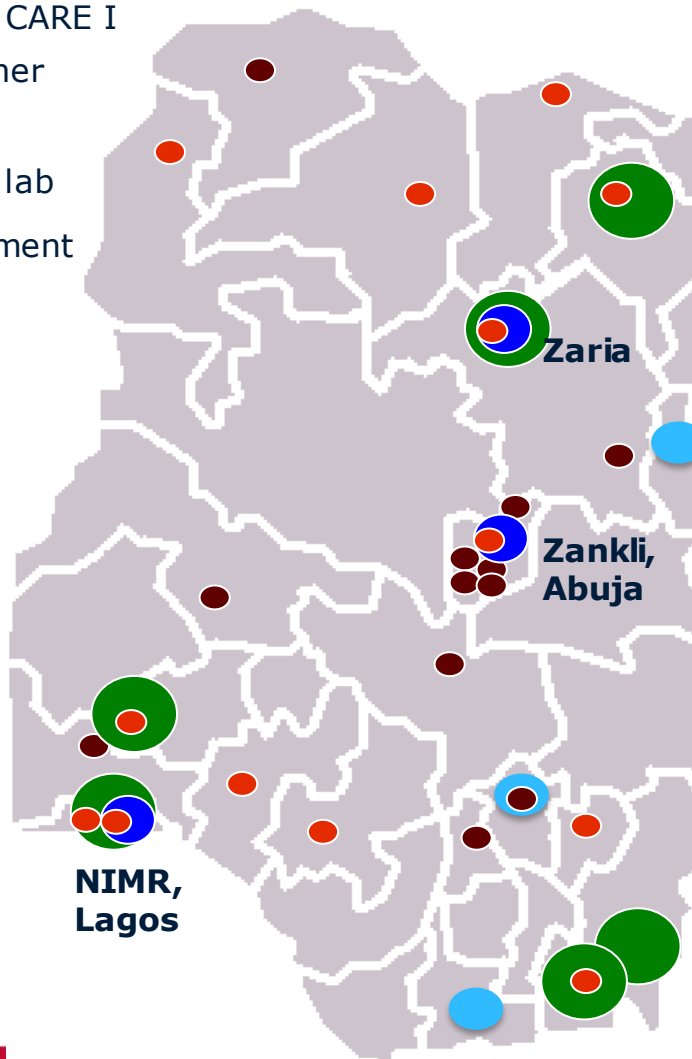 CARE I
ner
lab
ment
Zaria
Zankli,
Abuja
NIMR,
Lagos